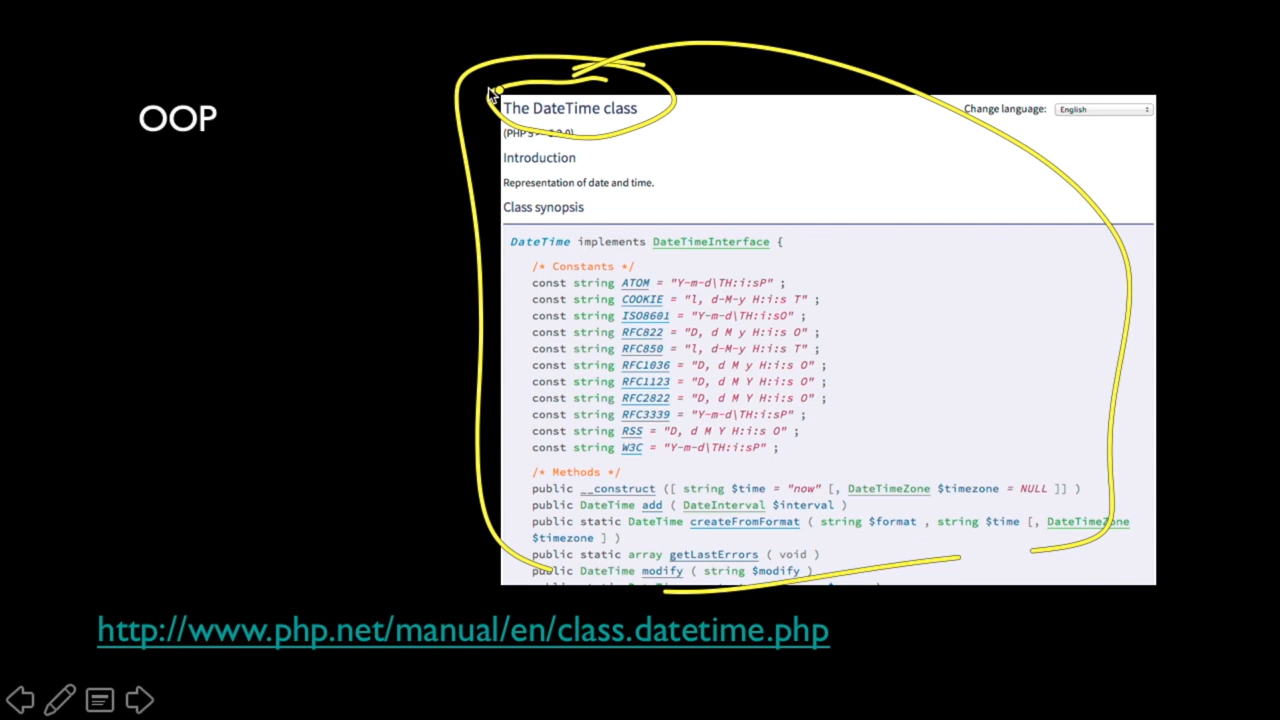 OOP
The DateTime class
Change language: English
Introduction
Representation of date and time.
Class synopsis
DateTime implements DateTimeInterface {
/* Constants */
const string ATOM = "Y-m-d\TH:i:sP" ;
const string COOKIE = "l, d-M-y H:i:s T" ;
const string ISO8601 = "Y-m-d\TH:i:sO" ;
const string RFC822 = "D, d M y H:i:s O" ;
const string RFC850 = "l, d-M-y H:i:s T" ;
const string RFC1036 = "D, d M y H:i:s O" ;
const string RFC1123 = "D, d M Y H:i:s O" ;
const string RFC2822 = "D, d M Y H:i:s O" ;
const string RFC3339 = "Y-m-d\TH:i:sP" ;
const string RSS = "D, d M Y H:i:s O" ;
const string W3C = "Y-m-d\TH:i:sP" ;
/* Methods */
public __construct ([ string $time = "now" [, DateTimeZone $timezone = NULL ]] )
public DateTime add ( DateInterval $interval )
public static DateTime createFromFormat ( string $format , string $time [, DateTimeZone
$timezone ] )
public static array getLastErrors ( void )
public DateTime modify ( string $modify )
http://www.php.net/manual/en/class.datetime.php